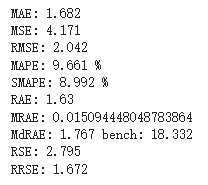 MAE: 1.682
MSE: 4.171
RMSE: 2.042
MAPE: 9.661 %
SMAPE: 8.992 %
RAE: 1.63
MRAE: 0.015094448048783864
MdRAE: 1.767 bench: 18.332
RSE: 2.795
RRSE: 1.672